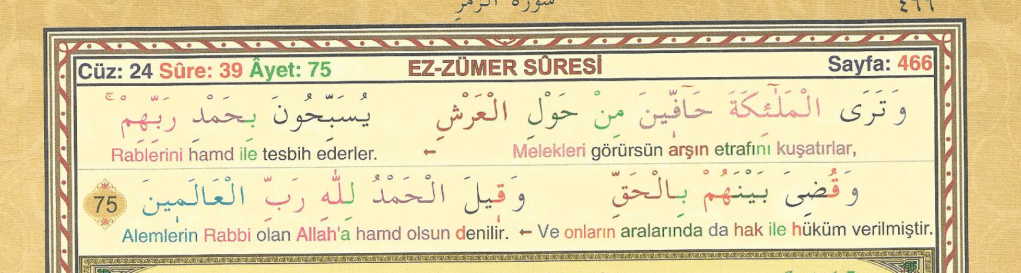 سورة الزمر ٤٦٦
Cüz: 24 Sûre: 39 Âyet: 75 EZ-ZÜMER SÛRESİ Sayfa: 466
وَ تَرَى الْمَلٰٓئِكَةَ حَٓافّ۪ينَ مِنْ حَوْلِ الْعَرْشِ يُسَبِّحُونَ بِحَمْدِ رَبِّهِمْۚ
Melekleri görürsün arşın etrafını kuşatırlar, ← Rablerini hamd ile tesbih ederler.
وَ قُضِيَ بَيْنَهُمْ بِالْحَقِّ وَ ق۪يلَ الْحَمْدُ لِلّٰهِ رَبِّ الْعَالَم۪ينَ 75
Ve onların aralarında da hak ile hüküm verilmiştir. ← Alemlerin Rabbi olan Allah'a hamd olsun denilir.